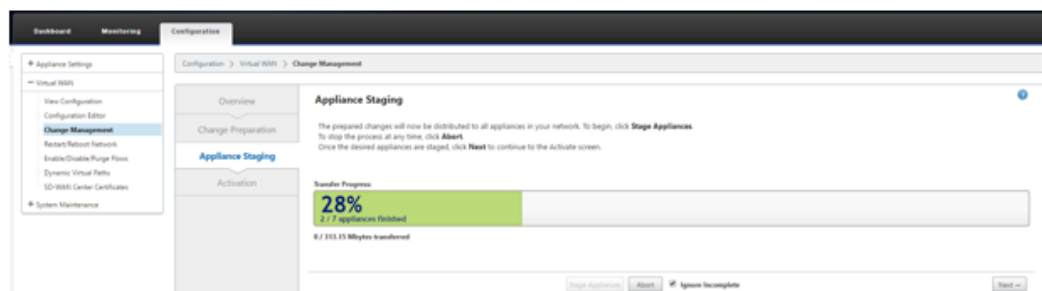 Dashboard Monitoring Configuration
+ Appliance Settings
− Virtual WAN
View Configuration
Configuration Editor
Change Management
Restart/Reboot Network
Enable/Disable/Purge Flows
Dynamic Virtual Paths
SD-WAN Center Certificates
+ System Maintenance
Configuration > Virtual WAN > Change Management
Overview
Change Preparation
Appliance Staging
Activation
Appliance Staging
?
The prepared changes will now be distributed to all appliances in your network. To begin, click Stage Appliances.
To stop the process at any time, click Abort.
Once the desired appliances are staged, click Next to continue to the Activate screen.
Transfer Progress:
28%
2 / 7 appliances finished
0 / 313.15 Mbytes transferred
Stage Appliances Abort Ignore Incomplete Next →